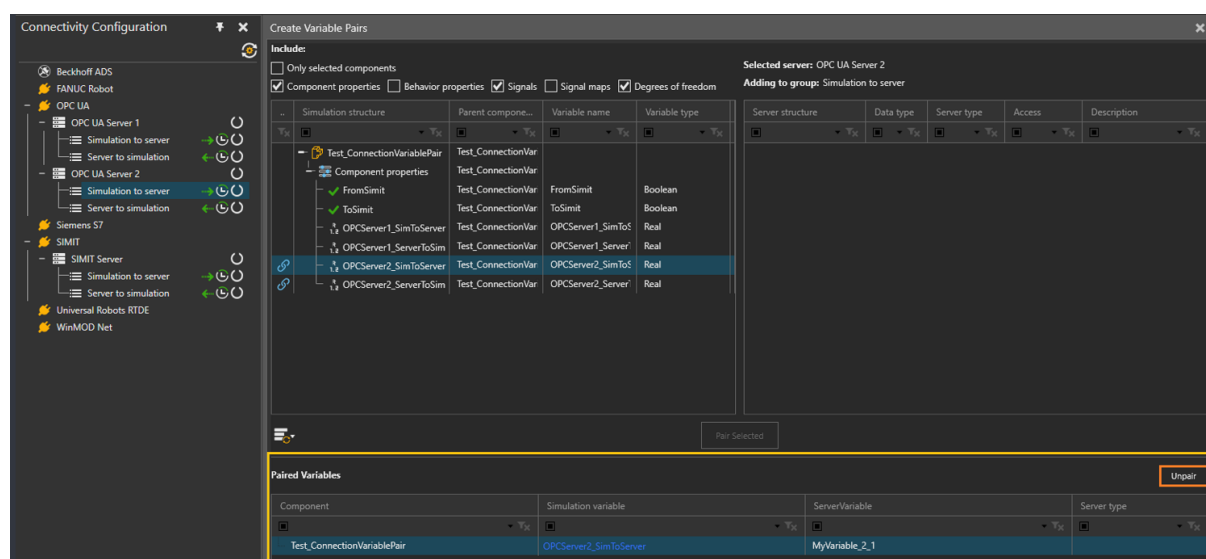 Connectivity Configuration
Beckhoff ADS
FANUC Robot
OPC UA
OPC UA Server 1
Simulation to server
Server to simulation
OPC UA Server 2
Simulation to server
Server to simulation
Siemens S7
SIMIT
SIMIT Server
Simulation to server
Server to simulation
Universal Robots RTDE
WinMOD Net
Create Variable Pairs
Include:
Only selected components
Component properties Behavior properties Signals Signal maps Degrees of freedom
Selected server: OPC UA Server 2
Adding to group: Simulation to server
.. Simulation structure Parent compone... Variable name Variable type
Test_ConnectionVariablePair Test_ConnectionVar
Component properties Test_ConnectionVar
FromSimit Test_ConnectionVar FromSimit Boolean
ToSimit Test_ConnectionVar ToSimit Boolean
OPCServer1_SimToServer Test_ConnectionVar OPCServer1_SimToS Real
OPCServer1_ServerToSim Test_ConnectionVar OPCServer1_Server Real
OPCServer2_SimToServer Test_ConnectionVar OPCServer2_SimToS Real
OPCServer2_ServerToSim Test_ConnectionVar OPCServer2_Server Real
Server structure Data type Server type Access Description
Pair Selected
Paired Variables
Unpair
Component Simulation variable ServerVariable Server type
Test_ConnectionVariablePair OPCServer2_SimToServer MyVariable_2_1